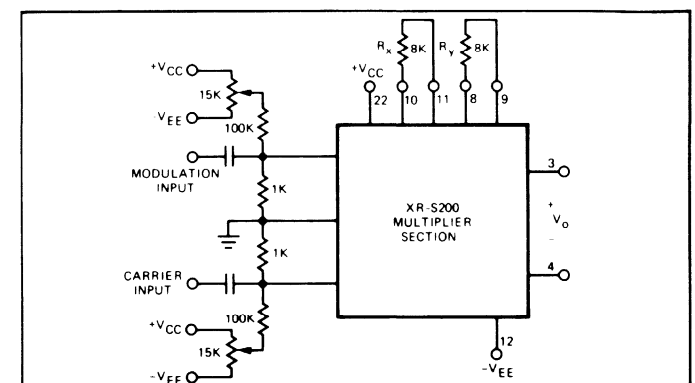 Rx 8K Ry 8K
+VCC
22 10 11 8 9
+VCC
15K
-VEE
100K
MODULATION
INPUT
1K
XR-S200
MULTIPLIER
SECTION
3
+
Vo
-
4
1K
CARRIER
INPUT
100K
+VCC
15K
-VEE
12
-VEE